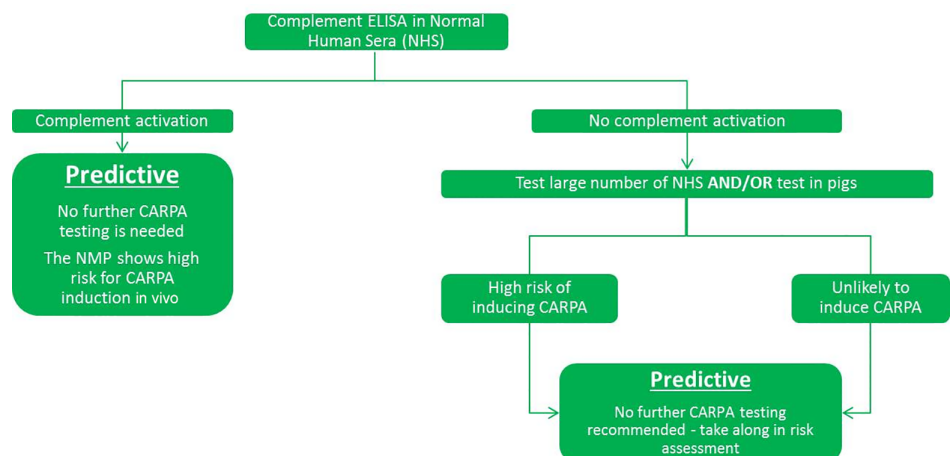 Complement ELISA in Normal
Human Sera (NHS)
Complement activation
No complement activation
Predictive
No further CARPA
testing is needed
The NMP shows high
risk for CARPA
induction in vivo
Test large number of NHS AND/OR test in pigs
High risk of
inducing CARPA
Unlikely to
induce CARPA
Predictive
No further CARPA testing
recommended - take along in risk
assessment